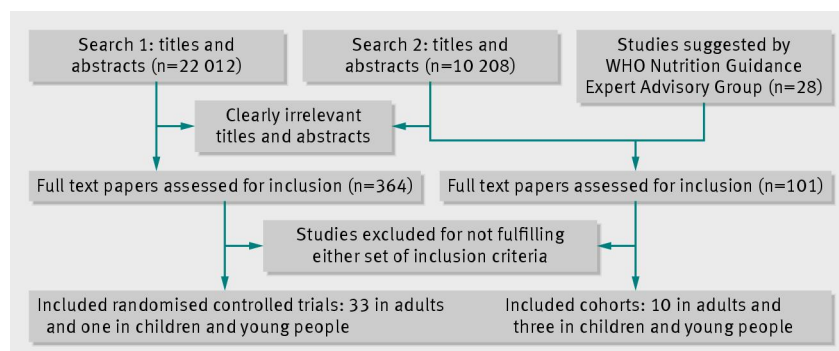 Search 1: titles and
abstracts (n=22 012)
Search 2: titles and
abstracts (n=10 208)
Studies suggested by
WHO Nutrition Guidance
Expert Advisory Group (n=28)
Clearly irrelevant
titles and abstracts
Full text papers assessed for inclusion (n=364)
Full text papers assessed for inclusion (n=101)
Studies excluded for not fulfilling
either set of inclusion criteria
Included randomised controlled trials: 33 in adults
and one in children and young people
Included cohorts: 10 in adults and
three in children and young people